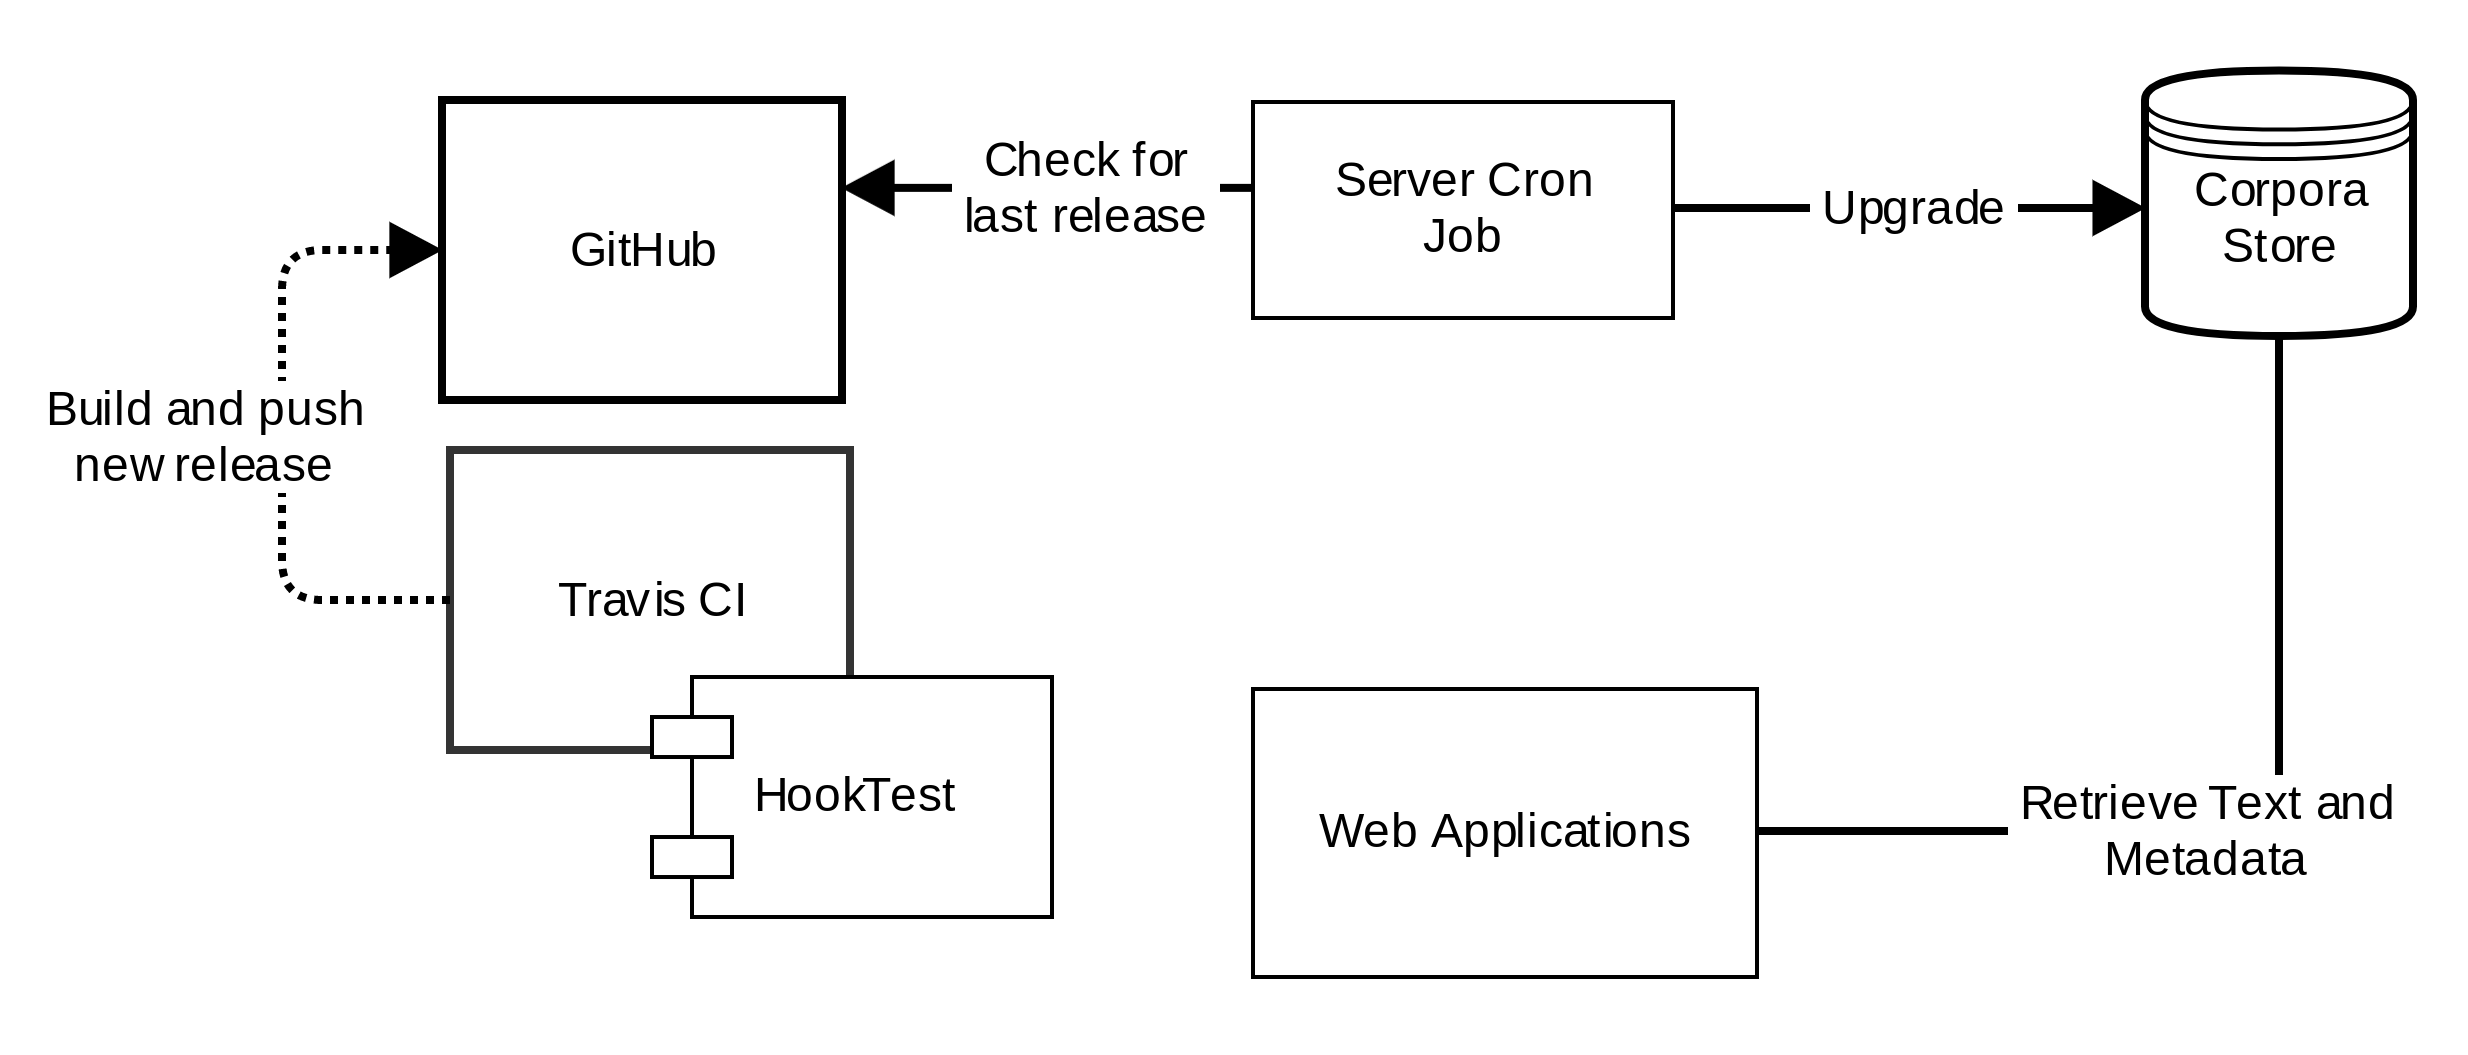 GitHub
Check for
last release
Server Cron
Job
Upgrade
Corpora
Store
Build and push
new release
Travis CI
HookTest
Web Applications
Retrieve Text and
Metadata